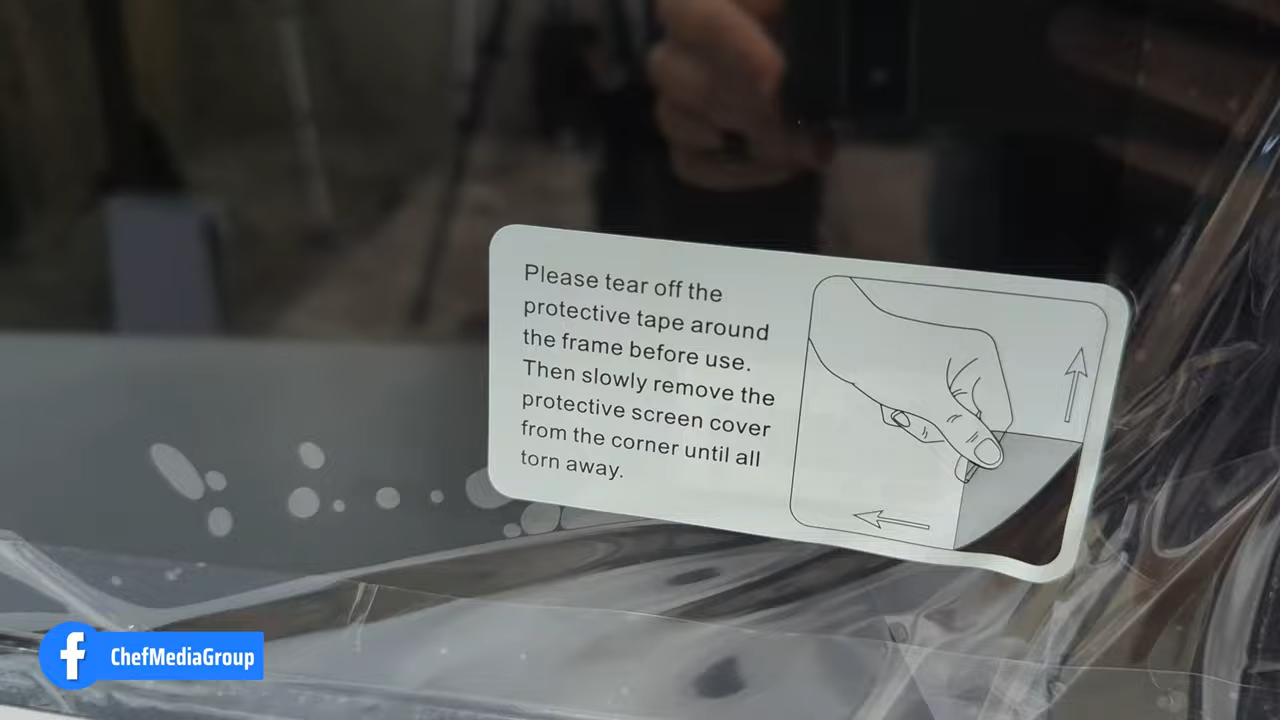 Please tear off the
protective tape around
the frame before use.
Then slowly remove the
protective screen cover
from the corner until all
torn away.
ChefMediaGroup